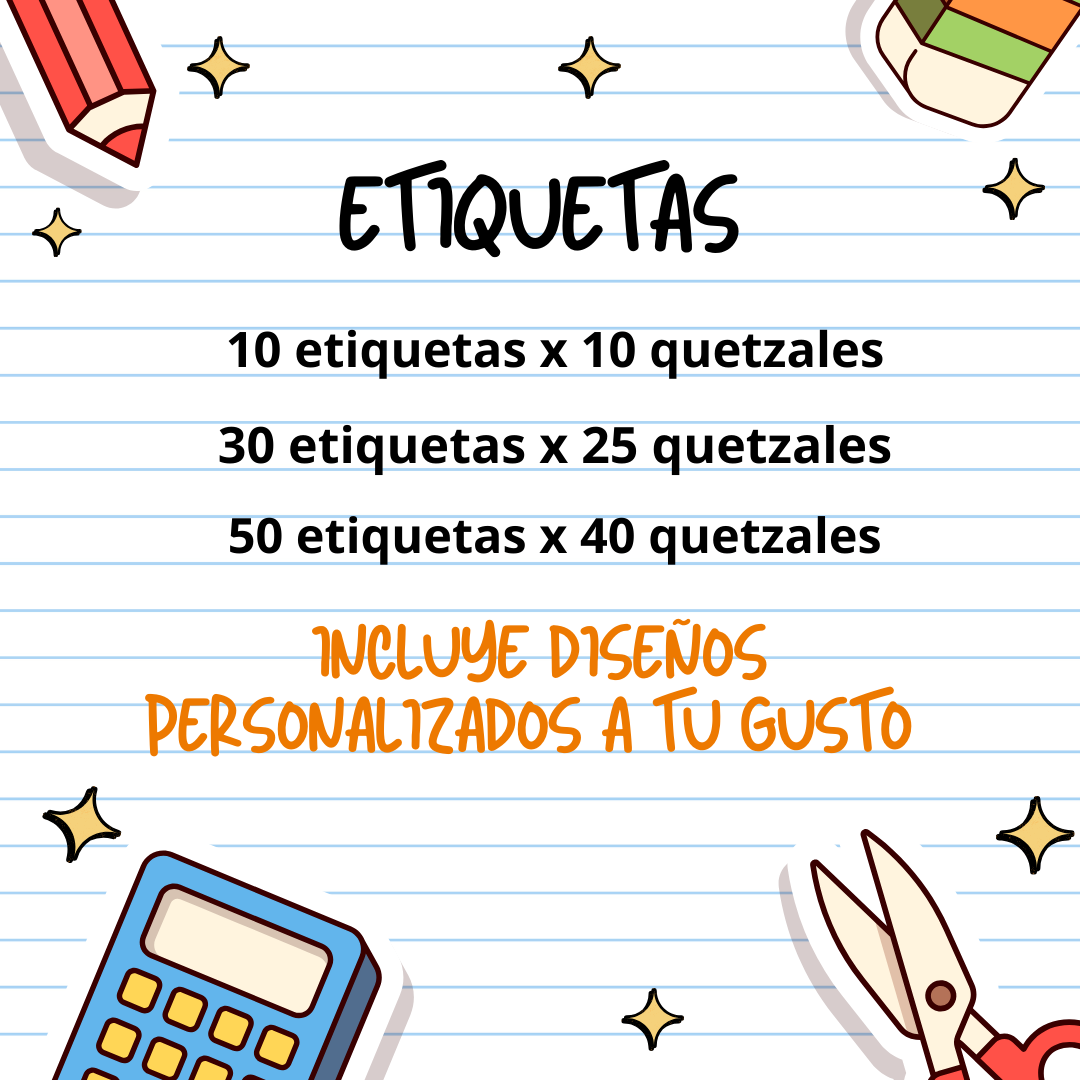 ETIQUETAS
10 etiquetas x 10 quetzales
30 etiquetas x 25 quetzales
50 etiquetas x 40 quetzales
INCLUYE DISEÑOS
PERSONALIZADOS A TU GUSTO